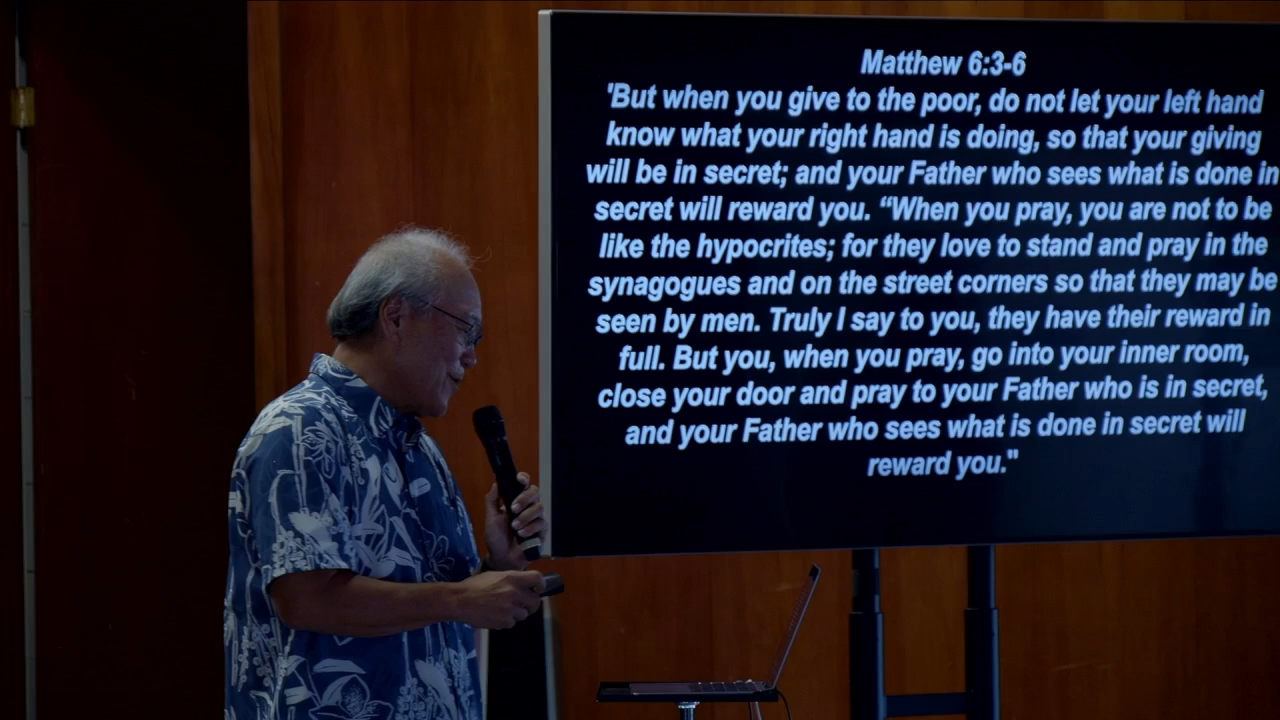 Matthew 6:3-6
'But when you give to the poor, do not let your left hand
know what your right hand is doing, so that your giving
will be in secret; and your Father who sees what is done in
secret will reward you. “When you pray, you are not to be
like the hypocrites; for they love to stand and pray in the
synagogues and on the street corners so that they may be
seen by men. Truly I say to you, they have their reward in
full. But you, when you pray, go into your inner room,
close your door and pray to your Father who is in secret,
and your Father who sees what is done in secret will
reward you."